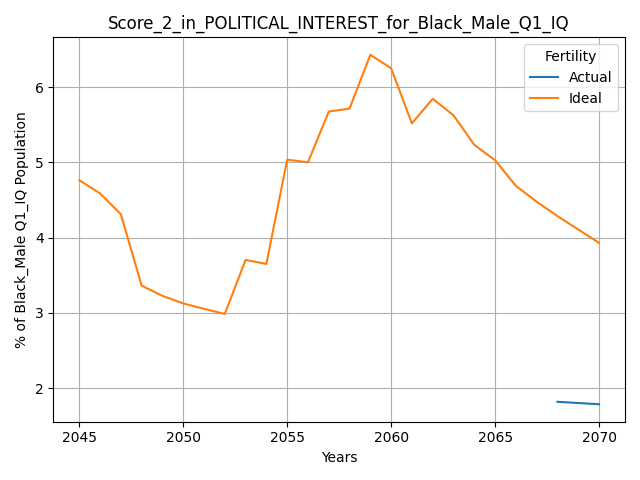 Score_2_in_POLITICAL_INTEREST_for_Black_Male_Q1_IQ
Fertility
Actual
Ideal
% of Black_Male Q1_IQ Population
6
5
4
3
2
2045 2050 2055 2060 2065 2070
Years